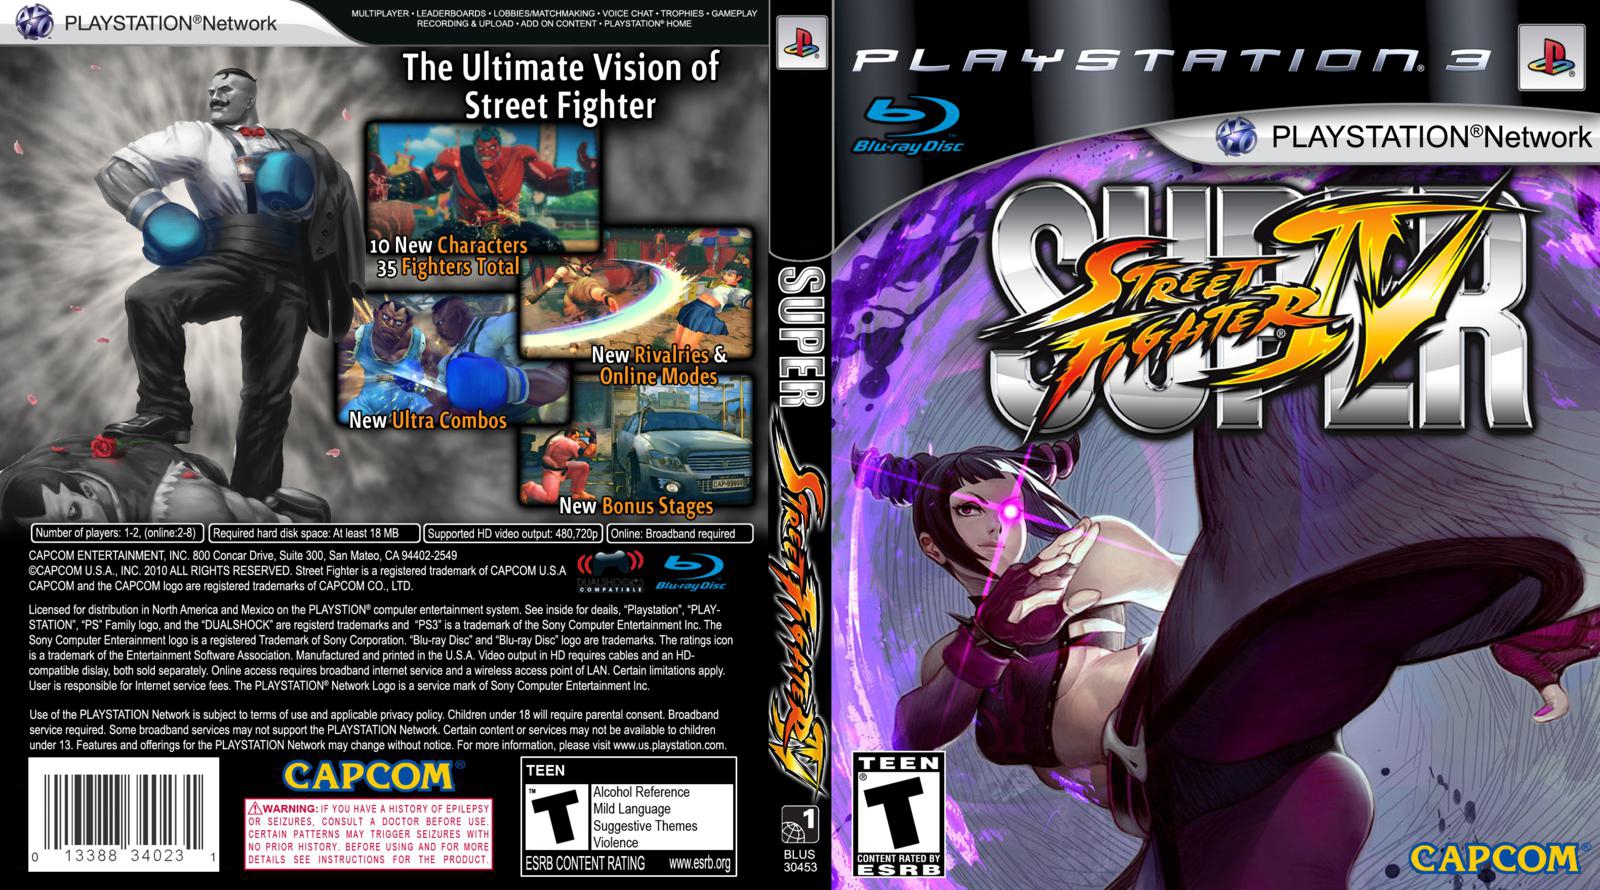 PLAYSTATION®Network
MULTIPLAYER • LEADERBOARDS • LOBBIES/MATCHMAKING • VOICE CHAT • TROPHIES • GAMEPLAY
RECORDING & UPLOAD • ADD ON CONTENT • PLAYSTATION® HOME
The Ultimate Vision of
Street Fighter
10 New Characters
35 Fighters Total
New Rivalries &
Online Modes
New Ultra Combos
CAP-99999
New Bonus Stages
Number of players: 1-2, (online:2-8)
Required hard disk space: At least 18 MB
Supported HD video output: 480,720p
Online: Broadband required
CAPCOM ENTERTAINMENT, INC. 800 Concar Drive, Suite 300, San Mateo, CA 94402-2549
©CAPCOM U.S.A., INC. 2010 ALL RIGHTS RESERVED. Street Fighter is a registered trademark of CAPCOM U.S.A
CAPCOM and the CAPCOM logo are registered trademarks of CAPCOM CO., LTD.
DUALSHOCK®3
COMPATIBLE
Blu-ray Disc
Licensed for distribution in North America and Mexico on the PLAYSTION® computer entertainment system. See inside for deails, “Playstation”, “PLAY-
STATION”, “PS” Family logo, and the “DUALSHOCK” are registerd trademarks and “PS3” is a trademark of the Sony Computer Entertainment Inc. The
Sony Computer Enterainment logo is a registered Trademark of Sony Corporation. “Blu-ray Disc” and “Blu-ray Disc” logo are trademarks. The ratings icon
is a trademark of the Entertainment Software Association. Manufactured and printed in the U.S.A. Video output in HD requires cables and an HD-
compatible dislay, both sold separately. Online access requires broadband internet service and a wireless access point of LAN. Certain limitations apply.
User is responsible for Internet service fees. The PLAYSTATION® Network Logo is a service mark of Sony Computer Entertainment Inc.
Use of the PLAYSTATION Network is subject to terms of use and applicable privacy policy. Children under 18 will require parental consent. Broadband
service required. Some broadband services may not support the PLAYSTATION Network. Certain content or services may not be available to children
under 13. Features and offerings for the PLAYSTATION Network may change without notice. For more information, please visit www.us.playstation.com.
0 13388 34023 1
CAPCOM®
WARNING: IF YOU HAVE A HISTORY OF EPILEPSY
OR SEIZURES, CONSULT A DOCTOR BEFORE USE.
CERTAIN PATTERNS MAY TRIGGER SEIZURES WITH
NO PRIOR HISTORY. BEFORE USING AND FOR MORE
DETAILS SEE INSTRUCTIONS FOR THE PRODUCT.
TEEN
T™
Alcohol Reference
Mild Language
Suggestive Themes
Violence
ESRB CONTENT RATING www.esrb.org
SUPER
STREET FIGHTER IV
1
BLUS
30453
PLAYSTATION®3
Blu-ray Disc™
PLAYSTATION®Network
SUPER
STREET
FIGHTER® IV
TEEN
T®
CONTENT RATED BY
ESRB
CAPCOM®